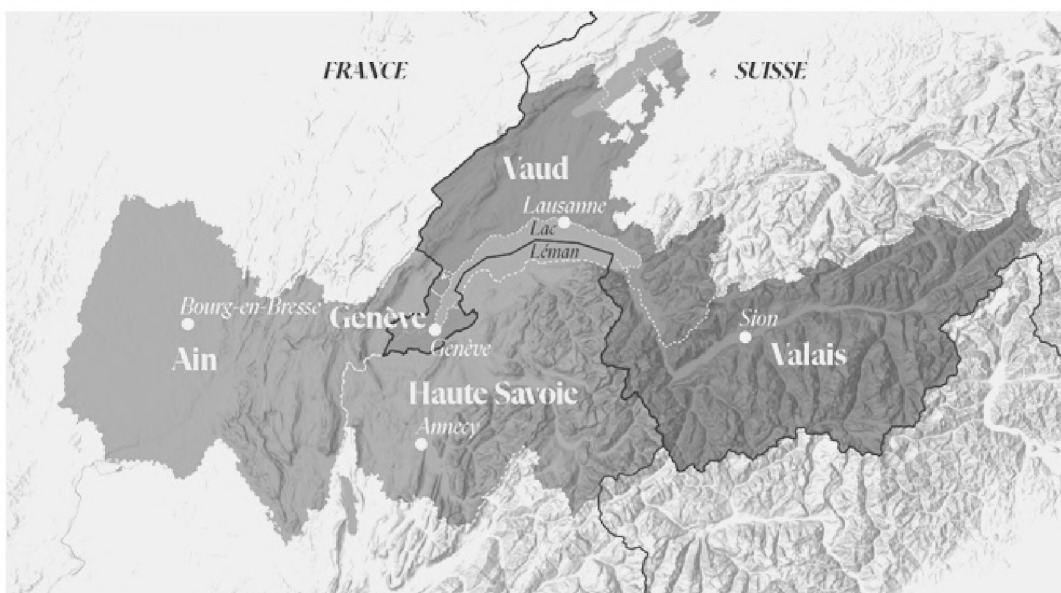 FRANCE
SUISSE
Vaud
Lausanne
Lac
Léman
Bourg-en-Bresse
Genève
Sion
Ain
Genève
Valais
Haute Savoie
Annecy